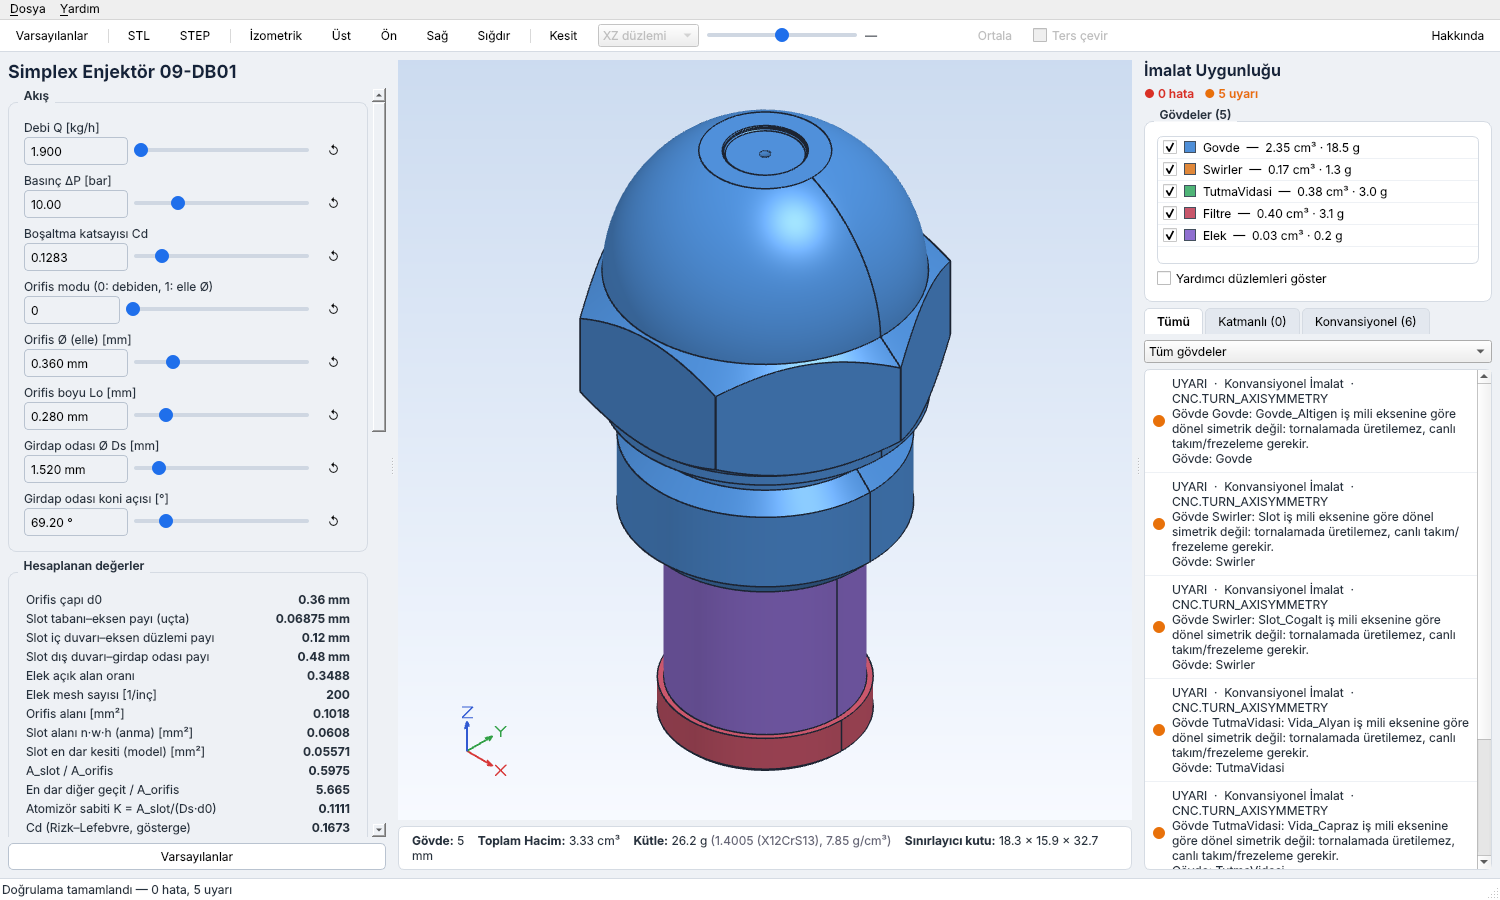 Dosya Yardım
Varsayılanlar STL STEP İzometrik Üst Ön Sağ Sığdır Kesit XZ düzlemi — Ortala Ters çevir Hakkında
Simplex Enjektör 09-DB01
Akış
Debi Q [kg/h]
1.900
Basınç ΔP [bar]
10.00
Boşaltma katsayısı Cd
0.1283
Orifis modu (0: debiden, 1: elle Ø)
0
Orifis Ø (elle) [mm]
0.360 mm
Orifis boyu Lo [mm]
0.280 mm
Girdap odası Ø Ds [mm]
1.520 mm
Girdap odası koni açısı [°]
69.20 °
Hesaplanan değerler
Orifis çapı d0 0.36 mm
Slot tabanı–eksen payı (uçta) 0.06875 mm
Slot iç duvarı–eksen düzlemi payı 0.12 mm
Slot dış duvarı–girdap odası payı 0.48 mm
Elek açık alan oranı 0.3488
Elek mesh sayısı [1/inç] 200
Orifis alanı [mm²] 0.1018
Slot alanı n·w·h (anma) [mm²] 0.0608
Slot en dar kesiti (model) [mm²] 0.05571
A_slot / A_orifis 0.5975
En dar diğer geçit / A_orifis 5.665
Atomizör sabiti K = A_slot/(Ds·d0) 0.1111
Cd (Rizk–Lefebvre, gösterge) 0.1673
Varsayılanlar
Z
Y
X
Gövde: 5 Toplam Hacim: 3.33 cm³ Kütle: 26.2 g (1.4005 (X12CrS13), 7.85 g/cm³) Sınırlayıcı kutu: 18.3 × 15.9 × 32.7
mm
İmalat Uygunluğu
0 hata 5 uyarı
Gövdeler (5)
Govde — 2.35 cm³ · 18.5 g
Swirler — 0.17 cm³ · 1.3 g
TutmaVidasi — 0.38 cm³ · 3.0 g
Filtre — 0.40 cm³ · 3.1 g
Elek — 0.03 cm³ · 0.2 g
Yardımcı düzlemleri göster
Tümü Katmanlı (0) Konvansiyonel (6)
Tüm gövdeler
UYARI · Konvansiyonel İmalat ·
CNC.TURN_AXISYMMETRY
Gövde Govde: Govde_Altigen iş mili eksenine göre
dönel simetrik değil: tornalamada üretilemez, canlı
takım/frezeleme gerekir.
Gövde: Govde
UYARI · Konvansiyonel İmalat ·
CNC.TURN_AXISYMMETRY
Gövde Swirler: Slot iş mili eksenine göre dönel
simetrik değil: tornalamada üretilemez, canlı takım/
frezeleme gerekir.
Gövde: Swirler
UYARI · Konvansiyonel İmalat ·
CNC.TURN_AXISYMMETRY
Gövde Swirler: Slot_Cogalt iş mili eksenine göre
dönel simetrik değil: tornalamada üretilemez, canlı
takım/frezeleme gerekir.
Gövde: Swirler
UYARI · Konvansiyonel İmalat ·
CNC.TURN_AXISYMMETRY
Gövde TutmaVidasi: Vida_Alyan iş mili eksenine göre
dönel simetrik değil: tornalamada üretilemez, canlı
takım/frezeleme gerekir.
Gövde: TutmaVidasi
UYARI · Konvansiyonel İmalat ·
CNC.TURN_AXISYMMETRY
Gövde TutmaVidasi: Vida_Capraz iş mili eksenine
göre dönel simetrik değil: tornalamada üretilemez,
canlı takım/frezeleme gerekir.
Gövde: TutmaVidasi
Doğrulama tamamlandı — 0 hata, 5 uyarı